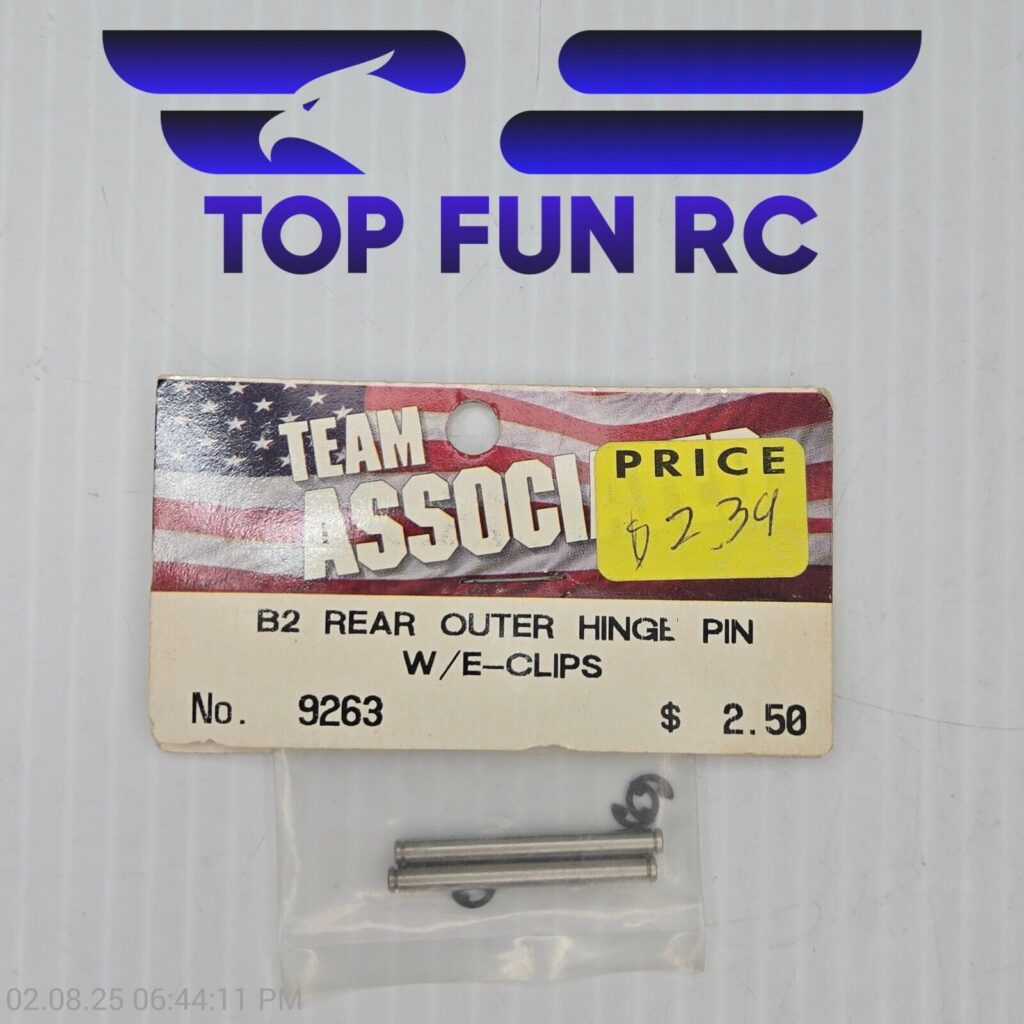 TOP FUN RC
TEAM
PRICE
$2.39
B2 REAR OUTER HINGE PIN
W/E-CLIPS
No. 9263 $ 2.50
02.08.25 06:44:11 PM